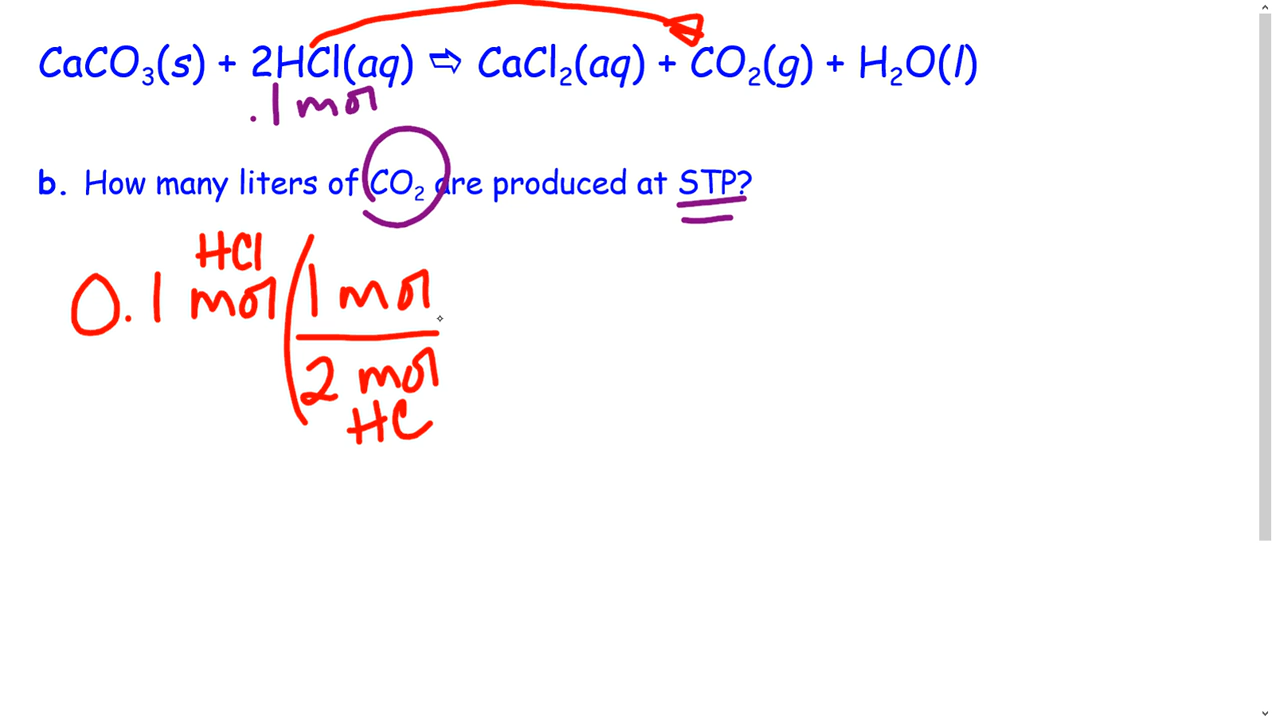 CaCO₃(s) + 2HCl(aq) ⇨ CaCl₂(aq) + CO₂(g) + H₂O(l)
.1 mol
b. How many liters of CO₂ are produced at STP?
HCl
0.1 mol ( 1 mol
2 mol
HC